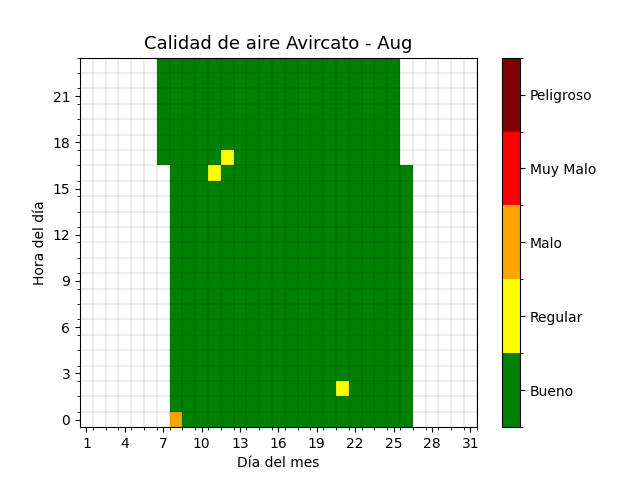 Calidad de aire Avircato - Aug
Hora del día
21
18
15
12
9
6
3
0
1 4 7 10 13 16 19 22 25 28 31
Día del mes
Peligroso
Muy Malo
Malo
Regular
Bueno